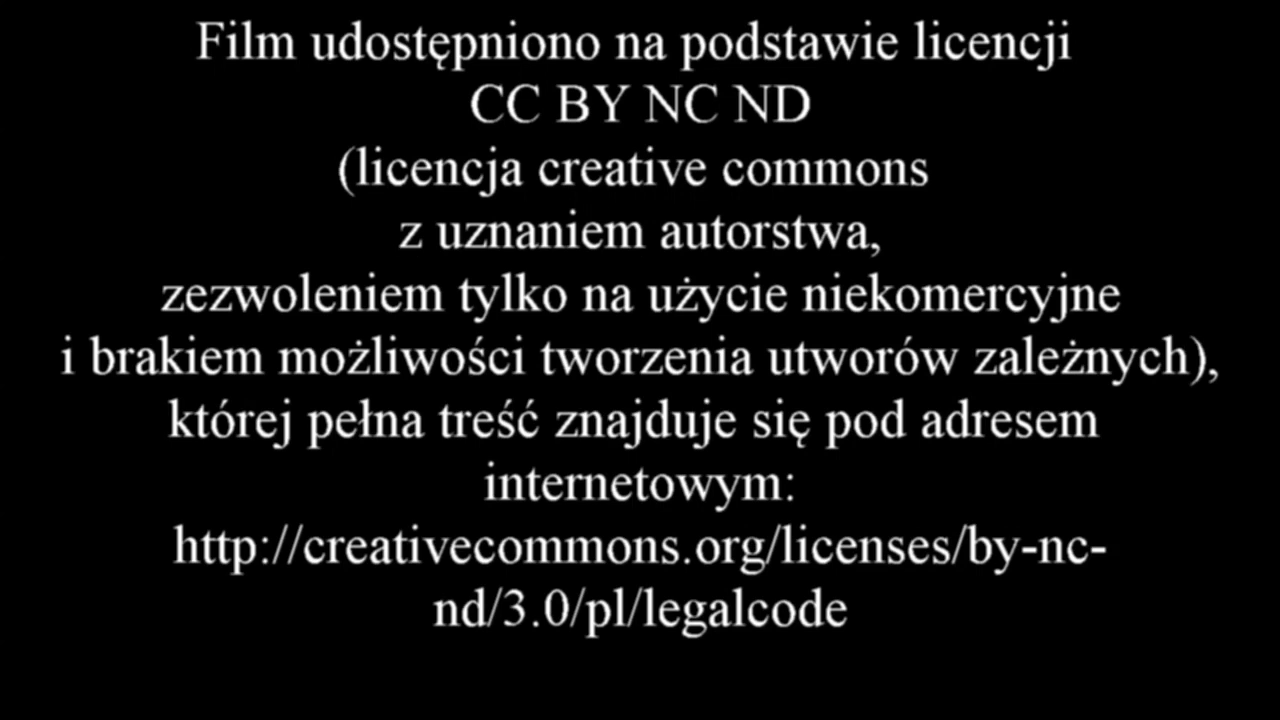 Film udostępniono na podstawie licencji
CC BY NC ND
(licencja creative commons
z uznaniem autorstwa,
zezwoleniem tylko na użycie niekomercyjne
i brakiem możliwości tworzenia utworów zależnych),
której pełna treść znajduje się pod adresem
internetowym:
http://creativecommons.org/licenses/by-nc-
nd/3.0/pl/legalcode